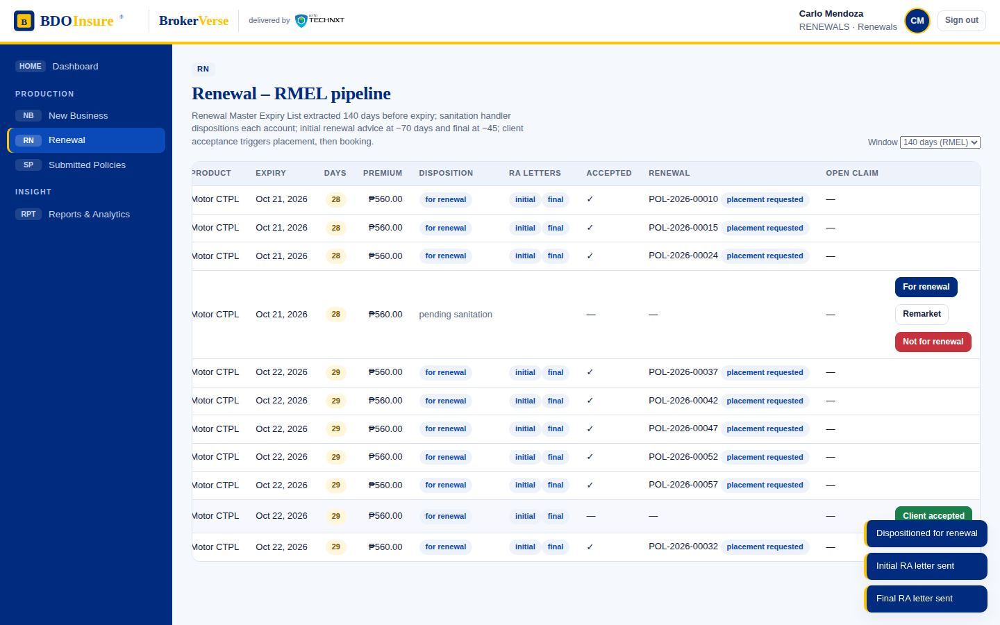 B BDOInsure ® BrokerVerse delivered by TECHNXT
Carlo Mendoza
RENEWALS · Renewals
CM
Sign out
HOME Dashboard
PRODUCTION
NB New Business
RN Renewal
SP Submitted Policies
INSIGHT
RPT Reports & Analytics
RN
Renewal – RMEL pipeline
Renewal Master Expiry List extracted 140 days before expiry; sanitation handler
dispositions each account; initial renewal advice at −70 days and final at −45; client
acceptance triggers placement, then booking.
Window 140 days (RMEL)
PRODUCT EXPIRY DAYS PREMIUM DISPOSITION RA LETTERS ACCEPTED RENEWAL OPEN CLAIM
Motor CTPL Oct 21, 2026 28 ₱560.00 for renewal initial final ✓ POL-2026-00010 placement requested —
Motor CTPL Oct 21, 2026 28 ₱560.00 for renewal initial final ✓ POL-2026-00015 placement requested —
Motor CTPL Oct 21, 2026 28 ₱560.00 for renewal initial final ✓ POL-2026-00024 placement requested —
Motor CTPL Oct 21, 2026 28 ₱560.00 pending sanitation — — —
For renewal
Remarket
Not for renewal
Motor CTPL Oct 22, 2026 29 ₱560.00 for renewal initial final ✓ POL-2026-00037 placement requested —
Motor CTPL Oct 22, 2026 29 ₱560.00 for renewal initial final ✓ POL-2026-00042 placement requested —
Motor CTPL Oct 22, 2026 29 ₱560.00 for renewal initial final ✓ POL-2026-00047 placement requested —
Motor CTPL Oct 22, 2026 29 ₱560.00 for renewal initial final ✓ POL-2026-00052 placement requested —
Motor CTPL Oct 22, 2026 29 ₱560.00 for renewal initial final ✓ POL-2026-00057 placement requested —
Motor CTPL Oct 22, 2026 29 ₱560.00 for renewal initial final — — — Client accepted
Motor CTPL Oct 22, 2026 29 ₱560.00 for renewal initial final ✓ POL-2026-00032 placement requested —
Dispositioned for renewal
Initial RA letter sent
Final RA letter sent